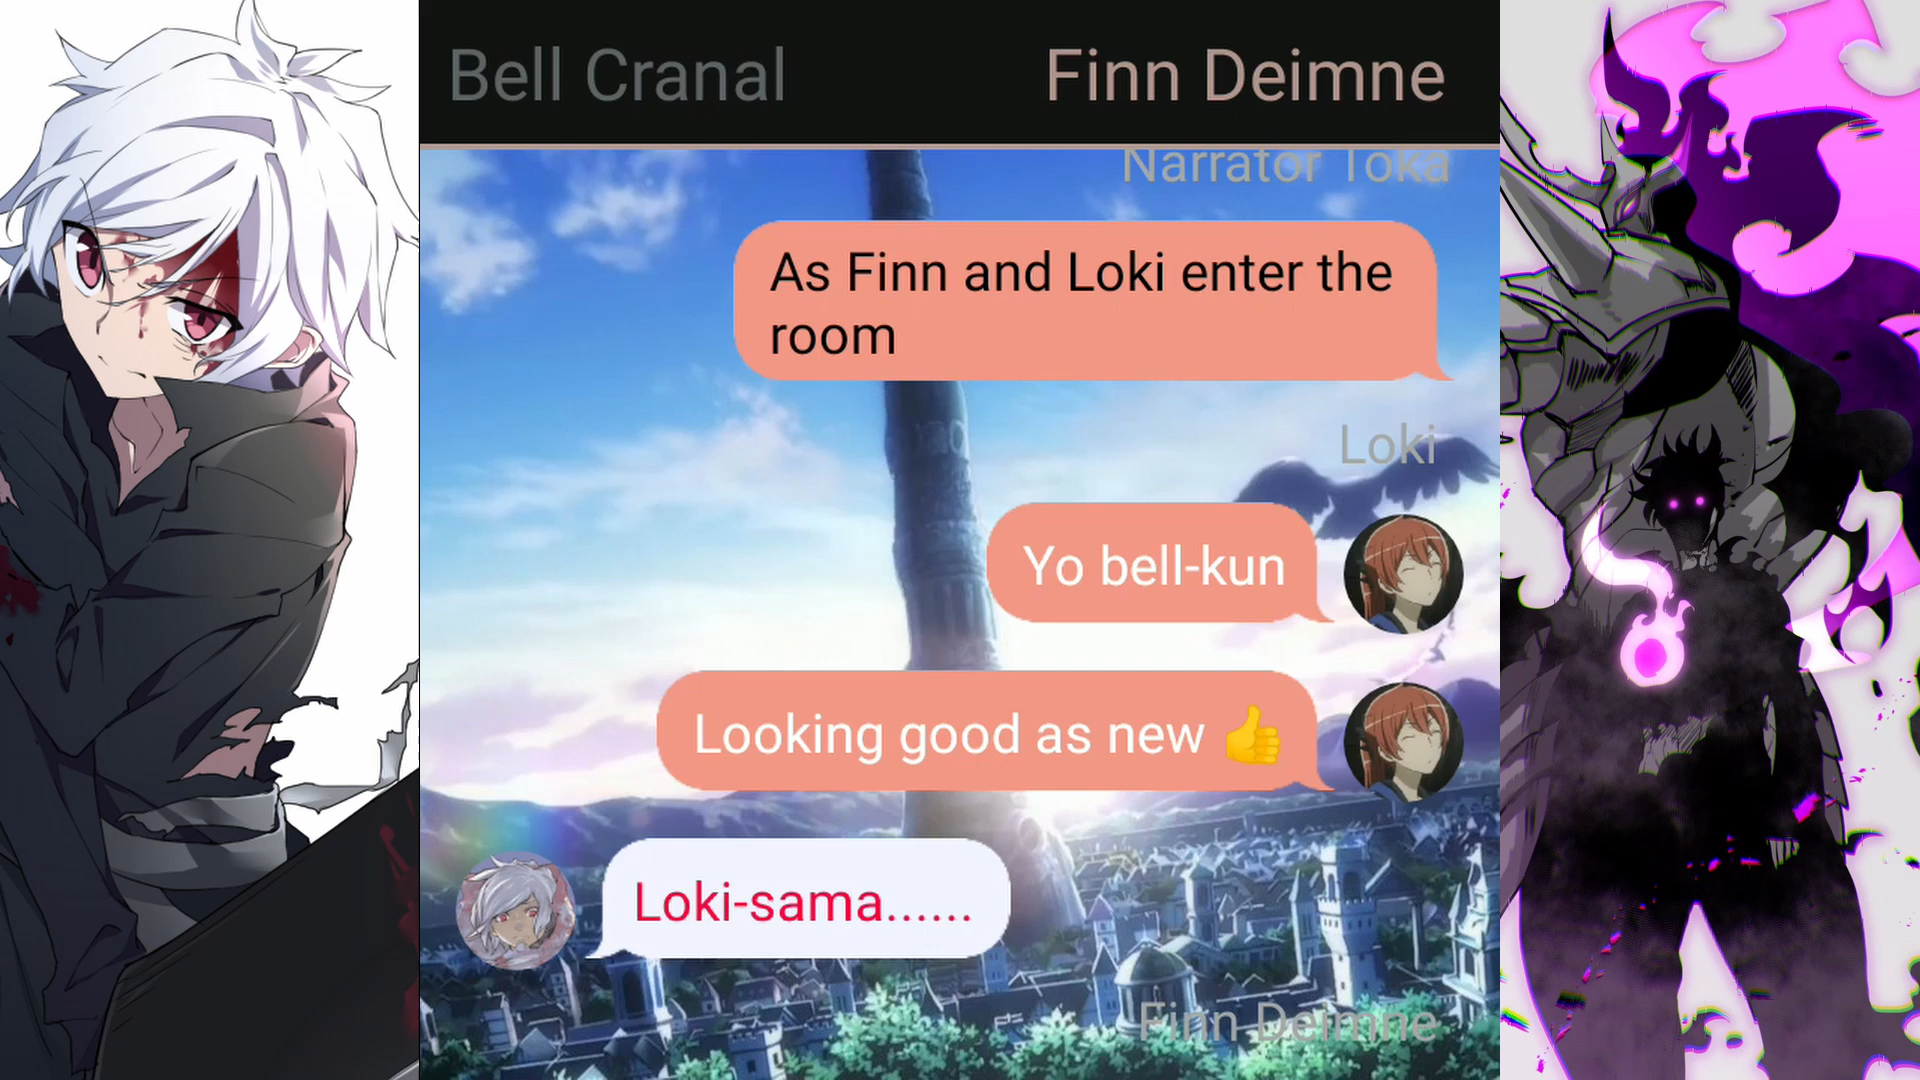 Bell Cranal
Finn Deimne
Narrator Toka
As Finn and Loki enter the
room
Loki
Yo bell-kun
Looking good as new 👍
Loki-sama......
Finn Deimne